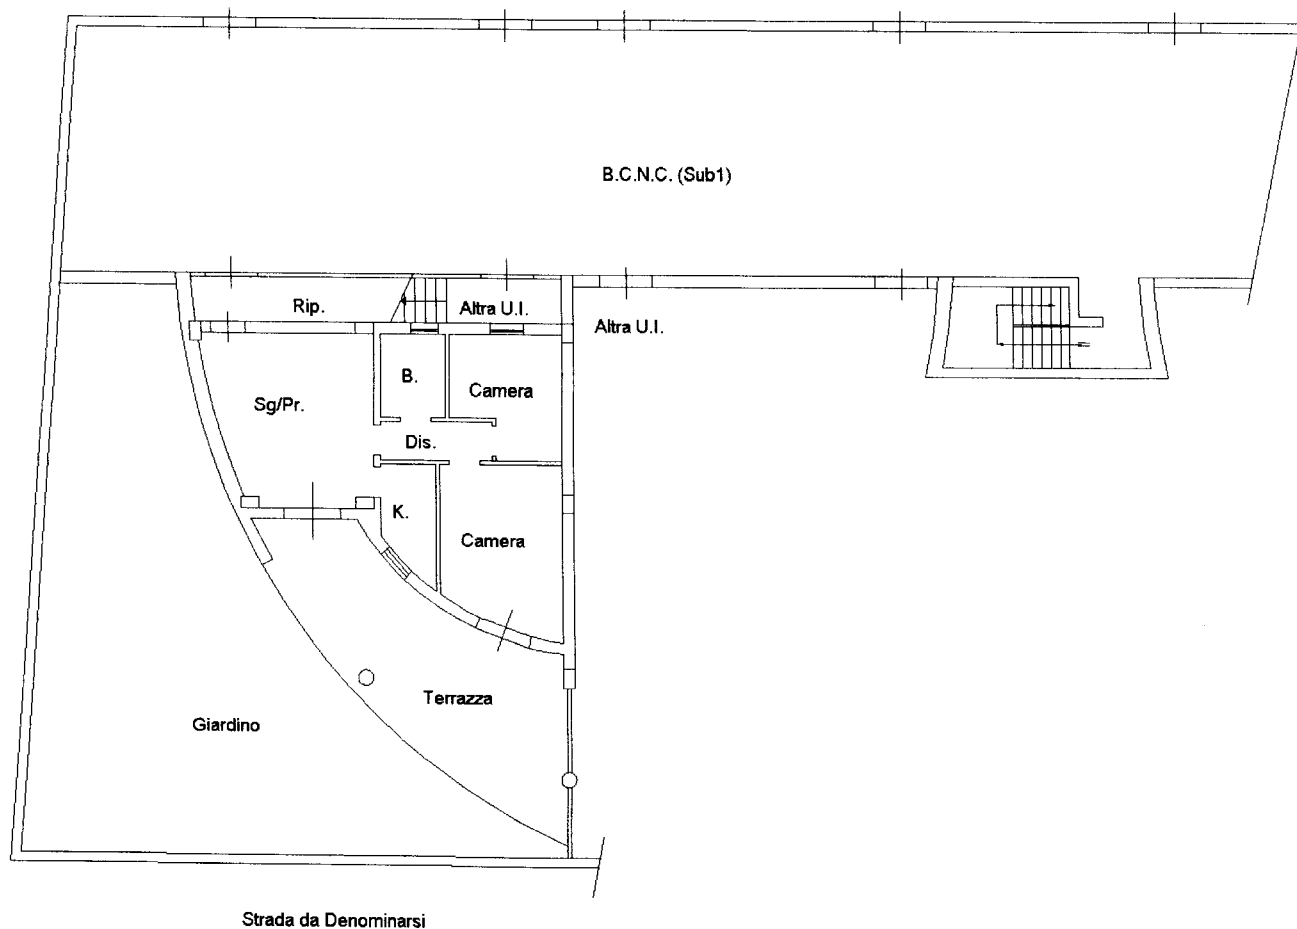 B.C.N.C. (Sub1)
Rip.
Altra U.I.
Altra U.I.
B.
Camera
Sg/Pr.
Dis.
K.
Camera
Terrazza
Giardino
Strada da Denominarsi